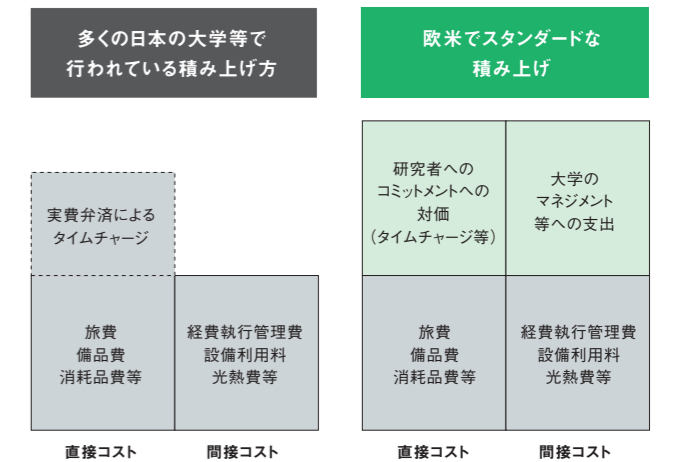 多くの日本の大学等で
行われている積み上げ方
実費弁済による
タイムチャージ
旅費
備品費
消耗品費等
経費執行管理費
設備利用料
光熱費等
直接コスト
間接コスト
欧米でスタンダードな
積み上げ
研究者への
コミットメントへの
対価
（タイムチャージ等）
大学の
マネジメント
等への支出
旅費
備品費
消耗品費等
経費執行管理費
設備利用料
光熱費等
直接コスト
間接コスト